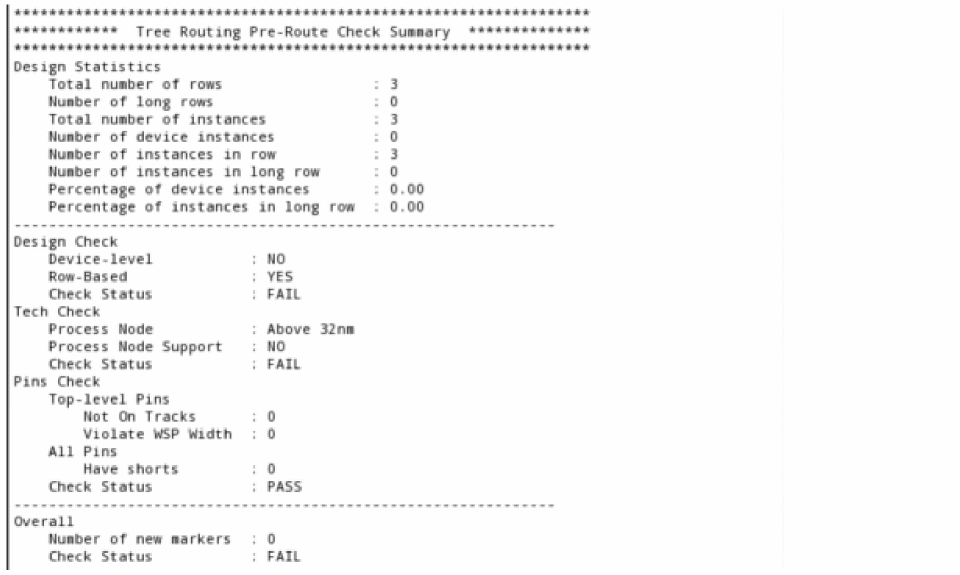 ******************************************************************
************  Tree Routing Pre-Route Check Summary  **************
******************************************************************
Design Statistics
    Total number of rows                 : 3
    Number of long rows                  : 0
    Total number of instances            : 3
    Number of device instances           : 0
    Number of instances in row           : 3
    Number of instances in long row      : 0
    Percentage of device instances       : 0.00
    Percentage of instances in long row  : 0.00
--------------------------------------------------------------
Design Check
    Device-level           : NO
    Row-Based              : YES
    Check Status           : FAIL
Tech Check
    Process Node           : Above 32nm
    Process Node Support   : NO
    Check Status           : FAIL
Pins Check
    Top-level Pins
        Not On Tracks      : 0
        Violate WSP Width  : 0
    All Pins
        Have shorts        : 0
    Check Status           : PASS
--------------------------------------------------------------
Overall
    Number of new markers  : 0
    Check Status           : FAIL